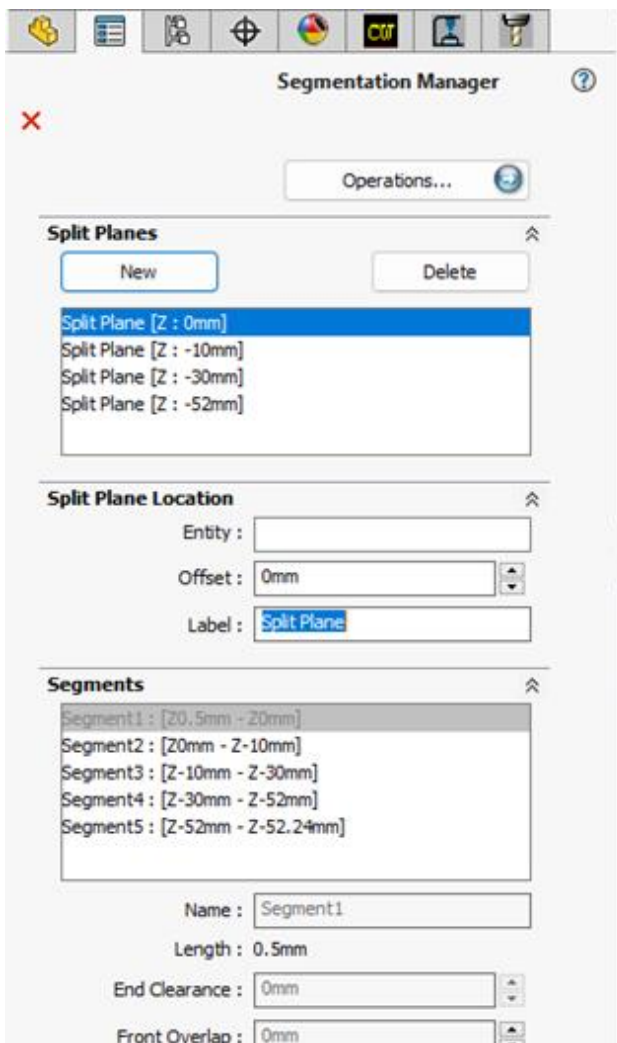 CUT
Segmentation Manager
?
Operations...
Split Planes
New Delete
Split Plane [Z : 0mm]
Split Plane [Z : -10mm]
Split Plane [Z : -30mm]
Split Plane [Z : -52mm]
Split Plane Location
Entity :
Offset : 0mm
Label : Split Plane
Segments
Segment1 : [Z0.5mm - Z0mm]
Segment2 : [Z0mm - Z-10mm]
Segment3 : [Z-10mm - Z-30mm]
Segment4 : [Z-30mm - Z-52mm]
Segment5 : [Z-52mm - Z-52.24mm]
Name : Segment1
Length : 0.5mm
End Clearance : 0mm
Front Overlap : 0mm